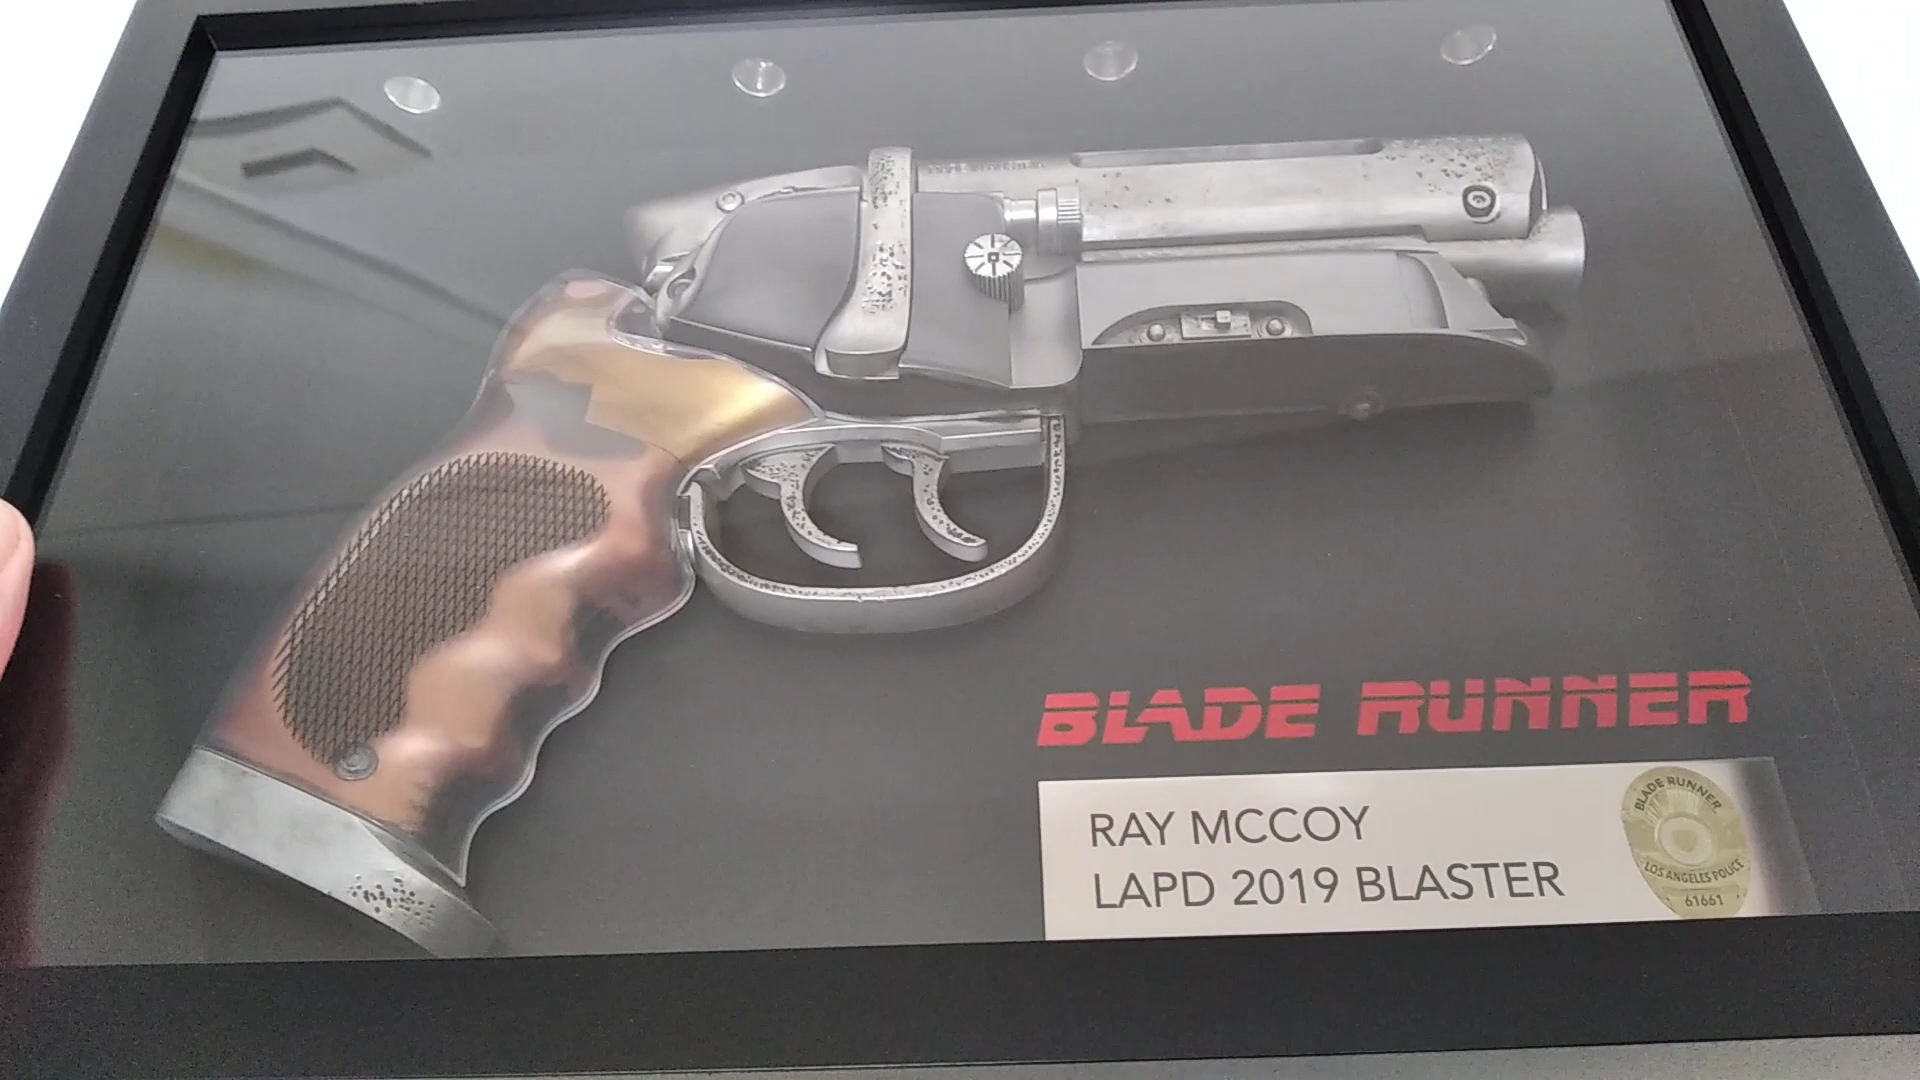 BLADE RUNNER
RAY MCCOY
LAPD 2019 BLASTER
BLADE RUNNER
LOS ANGELES POLICE
61661